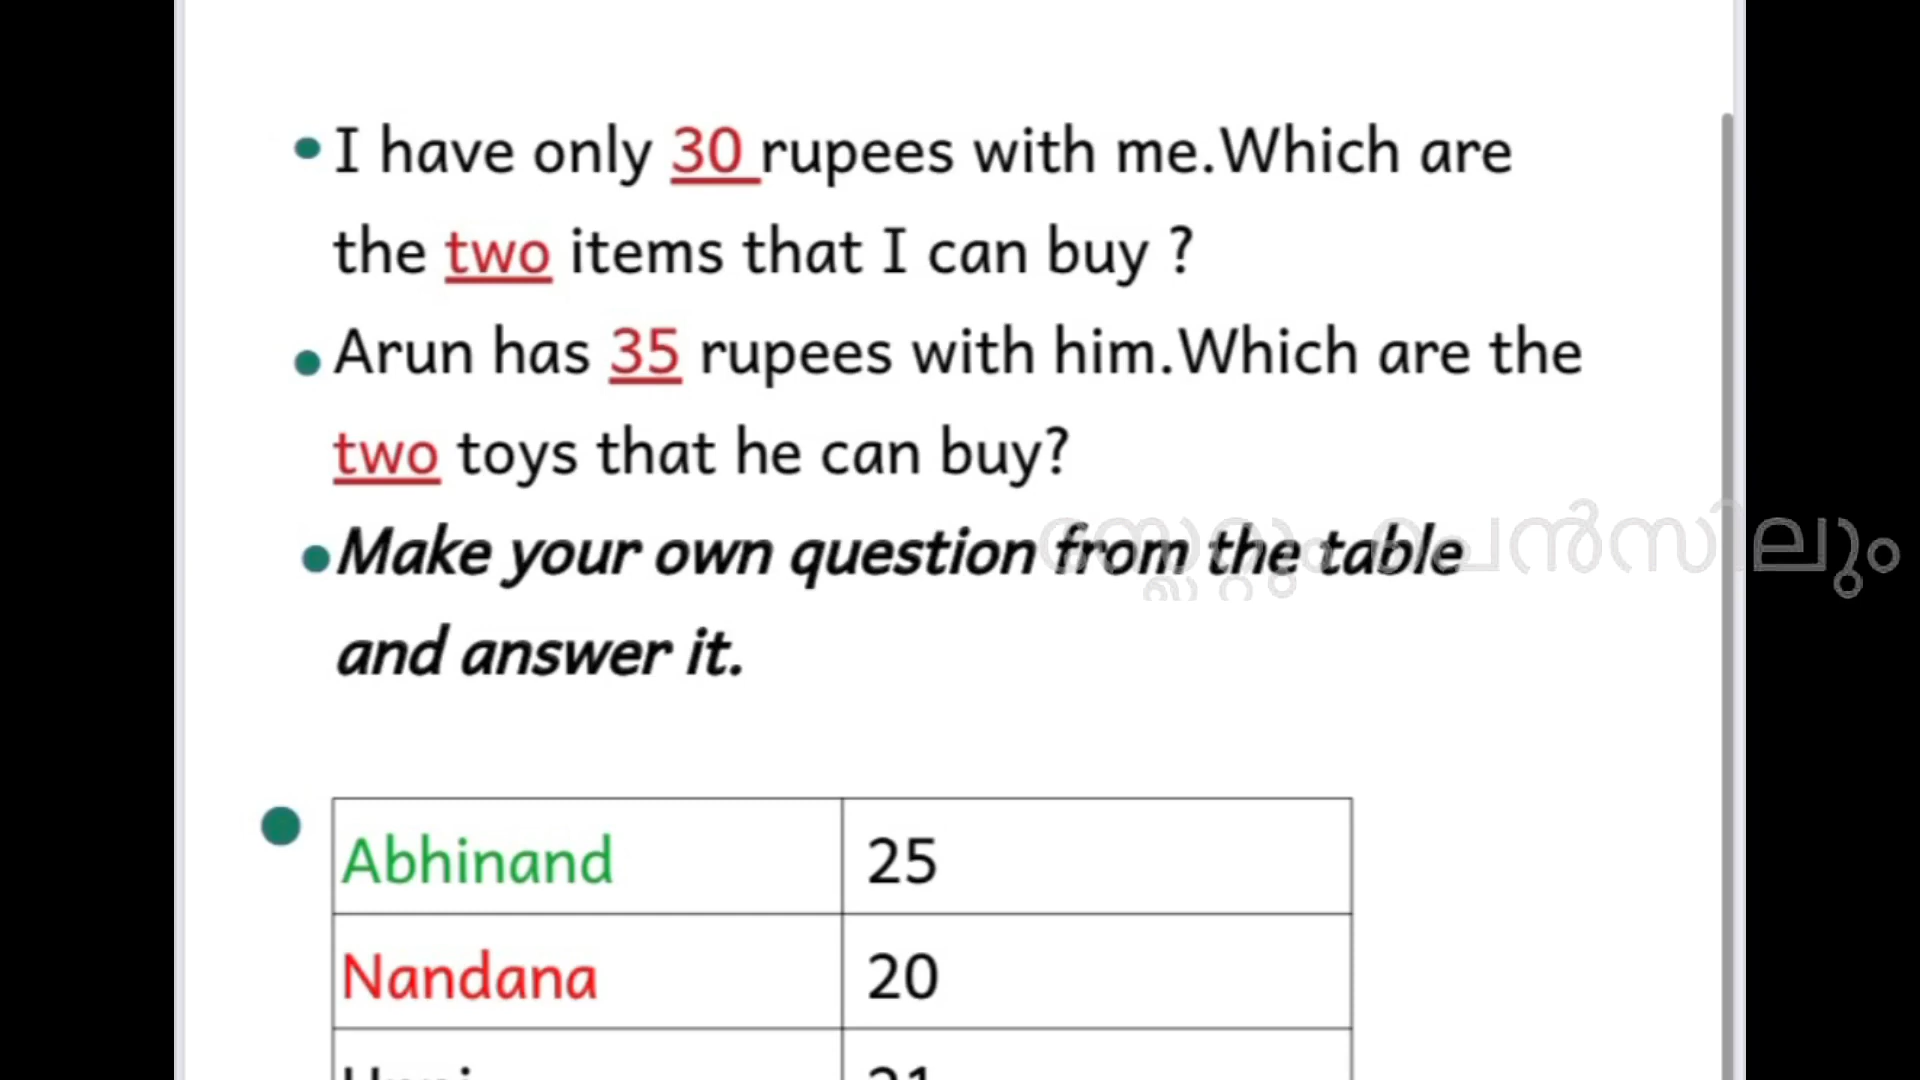 I have only 30 rupees with me.Which are
the two items that I can buy ?
Arun has 35 rupees with him.Which are the
two toys that he can buy?
Make your own question from the table
and answer it.
സ്ലേറ്റും പെൻസിലും
Abhinand 25
Nandana 20